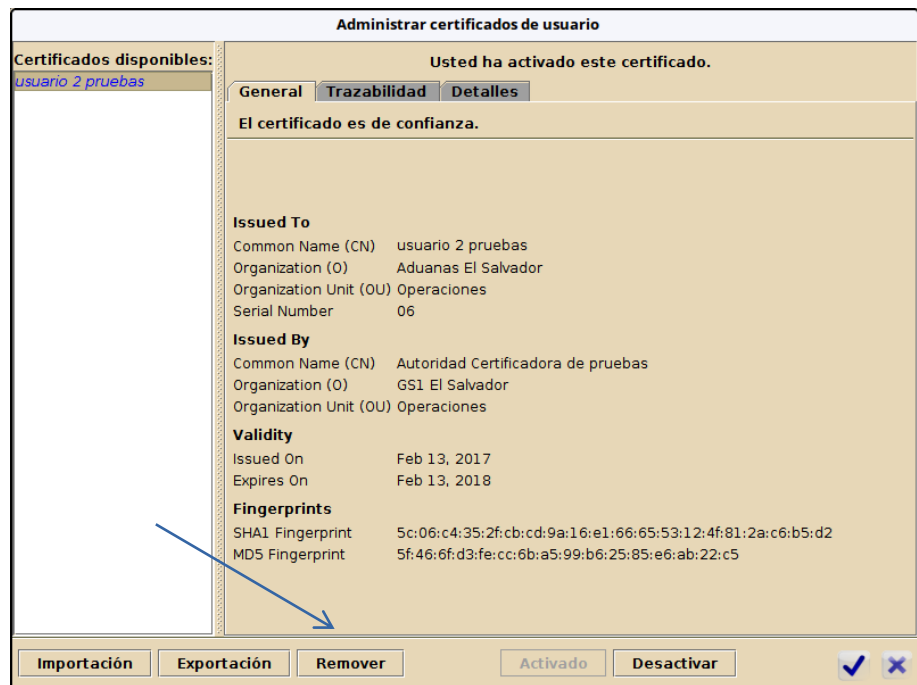 Administrar certificados de usuario
Certificados disponibles:
usuario 2 pruebas
Usted ha activado este certificado.
General Trazabilidad Detalles
El certificado es de confianza.
Issued To
Common Name (CN) usuario 2 pruebas
Organization (O) Aduanas El Salvador
Organization Unit (OU) Operaciones
Serial Number 06
Issued By
Common Name (CN) Autoridad Certificadora de pruebas
Organization (O) GS1 El Salvador
Organization Unit (OU) Operaciones
Validity
Issued On Feb 13, 2017
Expires On Feb 13, 2018
Fingerprints
SHA1 Fingerprint 5c:06:c4:35:2f:cb:cd:9a:16:e1:66:65:53:12:4f:81:2a:c6:b5:d2
MD5 Fingerprint 5f:46:6f:d3:fe:cc:6b:a5:99:b6:25:85:e6:ab:22:c5
Importación Exportación Remover Activado Desactivar